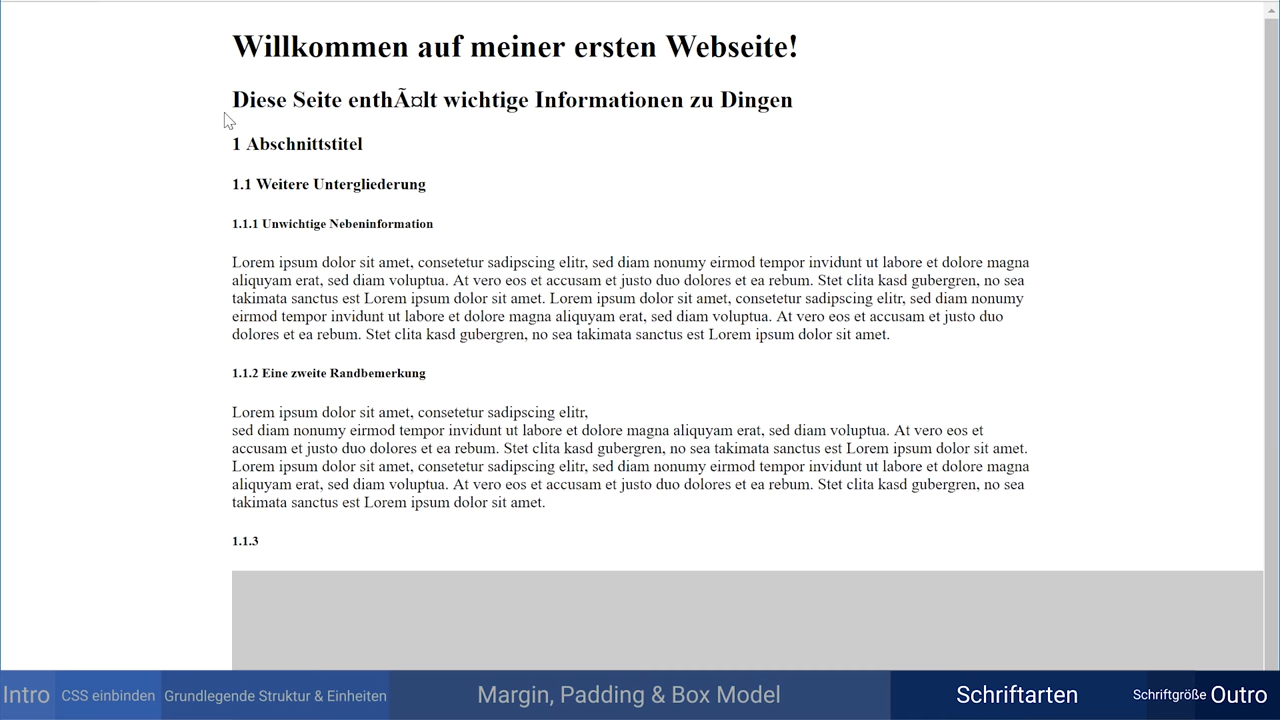 Willkommen auf meiner ersten Webseite!
Diese Seite enthÃ¤lt wichtige Informationen zu Dingen
1 Abschnittstitel
1.1 Weitere Untergliederung
1.1.1 Unwichtige Nebeninformation
Lorem ipsum dolor sit amet, consetetur sadipscing elitr, sed diam nonumy eirmod tempor invidunt ut labore et dolore magna
aliquyam erat, sed diam voluptua. At vero eos et accusam et justo duo dolores et ea rebum. Stet clita kasd gubergren, no sea
takimata sanctus est Lorem ipsum dolor sit amet. Lorem ipsum dolor sit amet, consetetur sadipscing elitr, sed diam nonumy
eirmod tempor invidunt ut labore et dolore magna aliquyam erat, sed diam voluptua. At vero eos et accusam et justo duo
dolores et ea rebum. Stet clita kasd gubergren, no sea takimata sanctus est Lorem ipsum dolor sit amet.
1.1.2 Eine zweite Randbemerkung
Lorem ipsum dolor sit amet, consetetur sadipscing elitr,
sed diam nonumy eirmod tempor invidunt ut labore et dolore magna aliquyam erat, sed diam voluptua. At vero eos et
accusam et justo duo dolores et ea rebum. Stet clita kasd gubergren, no sea takimata sanctus est Lorem ipsum dolor sit amet.
Lorem ipsum dolor sit amet, consetetur sadipscing elitr, sed diam nonumy eirmod tempor invidunt ut labore et dolore magna
aliquyam erat, sed diam voluptua. At vero eos et accusam et justo duo dolores et ea rebum. Stet clita kasd gubergren, no sea
takimata sanctus est Lorem ipsum dolor sit amet.
1.1.3
Intro CSS einbinden Grundlegende Struktur & Einheiten Margin, Padding & Box Model Schriftarten Schriftgröße Outro